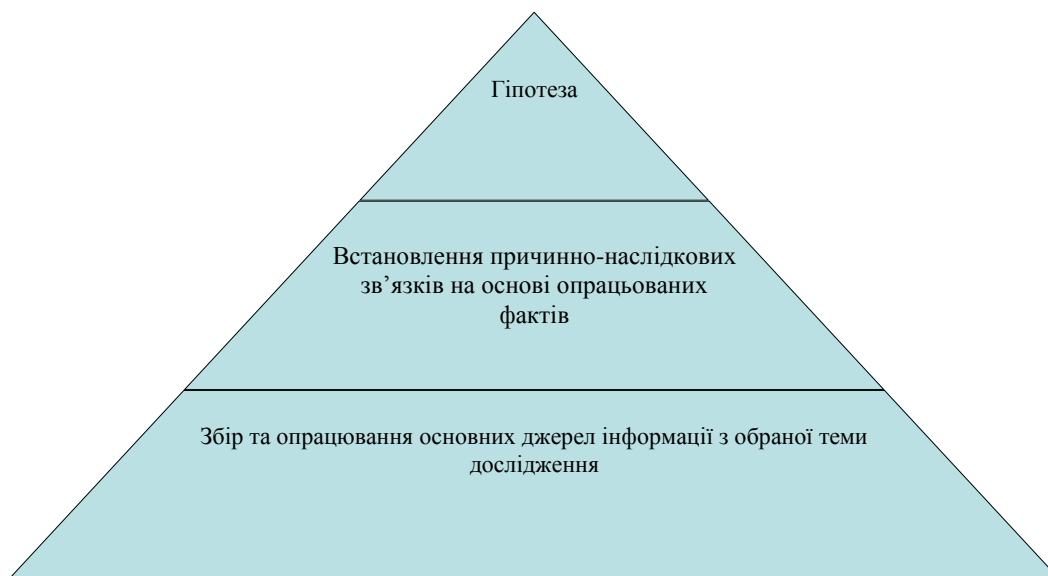 Гіпотеза
Встановлення причинно-наслідкових
зв’язків на основі опрацьованих
фактів
Збір та опрацювання основних джерел інформації з обраної теми
дослідження